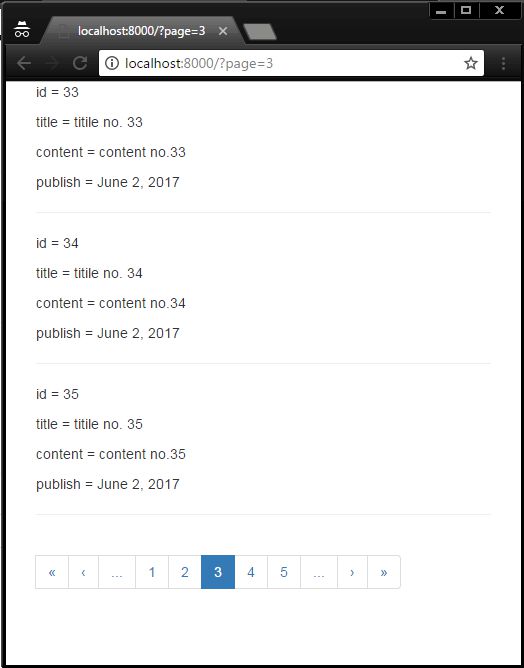 localhost:8000/?page=3
localhost:8000/?page=3
id = 33
title = titile no. 33
content = content no.33
publish = June 2, 2017
id = 34
title = titile no. 34
content = content no.34
publish = June 2, 2017
id = 35
title = titile no. 35
content = content no.35
publish = June 2, 2017
« ‹ ... 1 2 3 4 5 ... › »